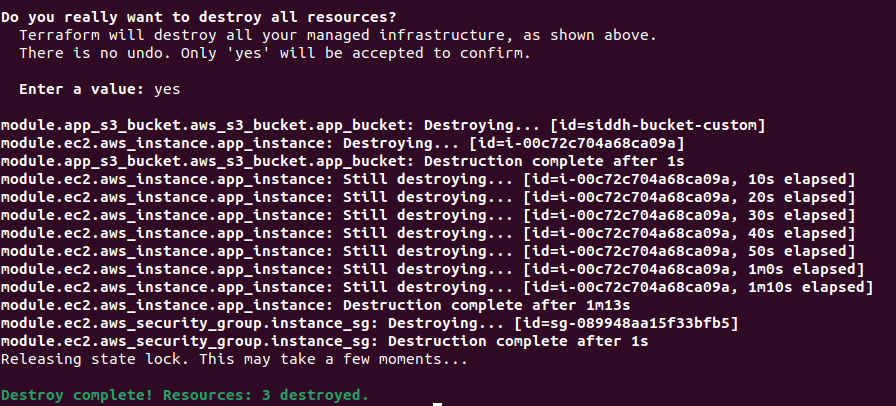 Do you really want to destroy all resources?
Terraform will destroy all your managed infrastructure, as shown above.
There is no undo. Only 'yes' will be accepted to confirm.
Enter a value: yes
module.app_s3_bucket.aws_s3_bucket.app_bucket: Destroying... [id=siddh-bucket-custom]
module.ec2.aws_instance.app_instance: Destroying... [id=i-00c72c704a68ca09a]
module.app_s3_bucket.aws_s3_bucket.app_bucket: Destruction complete after 1s
module.ec2.aws_instance.app_instance: Still destroying... [id=i-00c72c704a68ca09a, 10s elapsed]
module.ec2.aws_instance.app_instance: Still destroying... [id=i-00c72c704a68ca09a, 20s elapsed]
module.ec2.aws_instance.app_instance: Still destroying... [id=i-00c72c704a68ca09a, 30s elapsed]
module.ec2.aws_instance.app_instance: Still destroying... [id=i-00c72c704a68ca09a, 40s elapsed]
module.ec2.aws_instance.app_instance: Still destroying... [id=i-00c72c704a68ca09a, 50s elapsed]
module.ec2.aws_instance.app_instance: Still destroying... [id=i-00c72c704a68ca09a, 1m0s elapsed]
module.ec2.aws_instance.app_instance: Still destroying... [id=i-00c72c704a68ca09a, 1m10s elapsed]
module.ec2.aws_instance.app_instance: Destruction complete after 1m13s
module.ec2.aws_security_group.instance_sg: Destroying... [id=sg-089948aa15f33bfb5]
module.ec2.aws_security_group.instance_sg: Destruction complete after 1s
Releasing state lock. This may take a few moments...
Destroy complete! Resources: 3 destroyed.